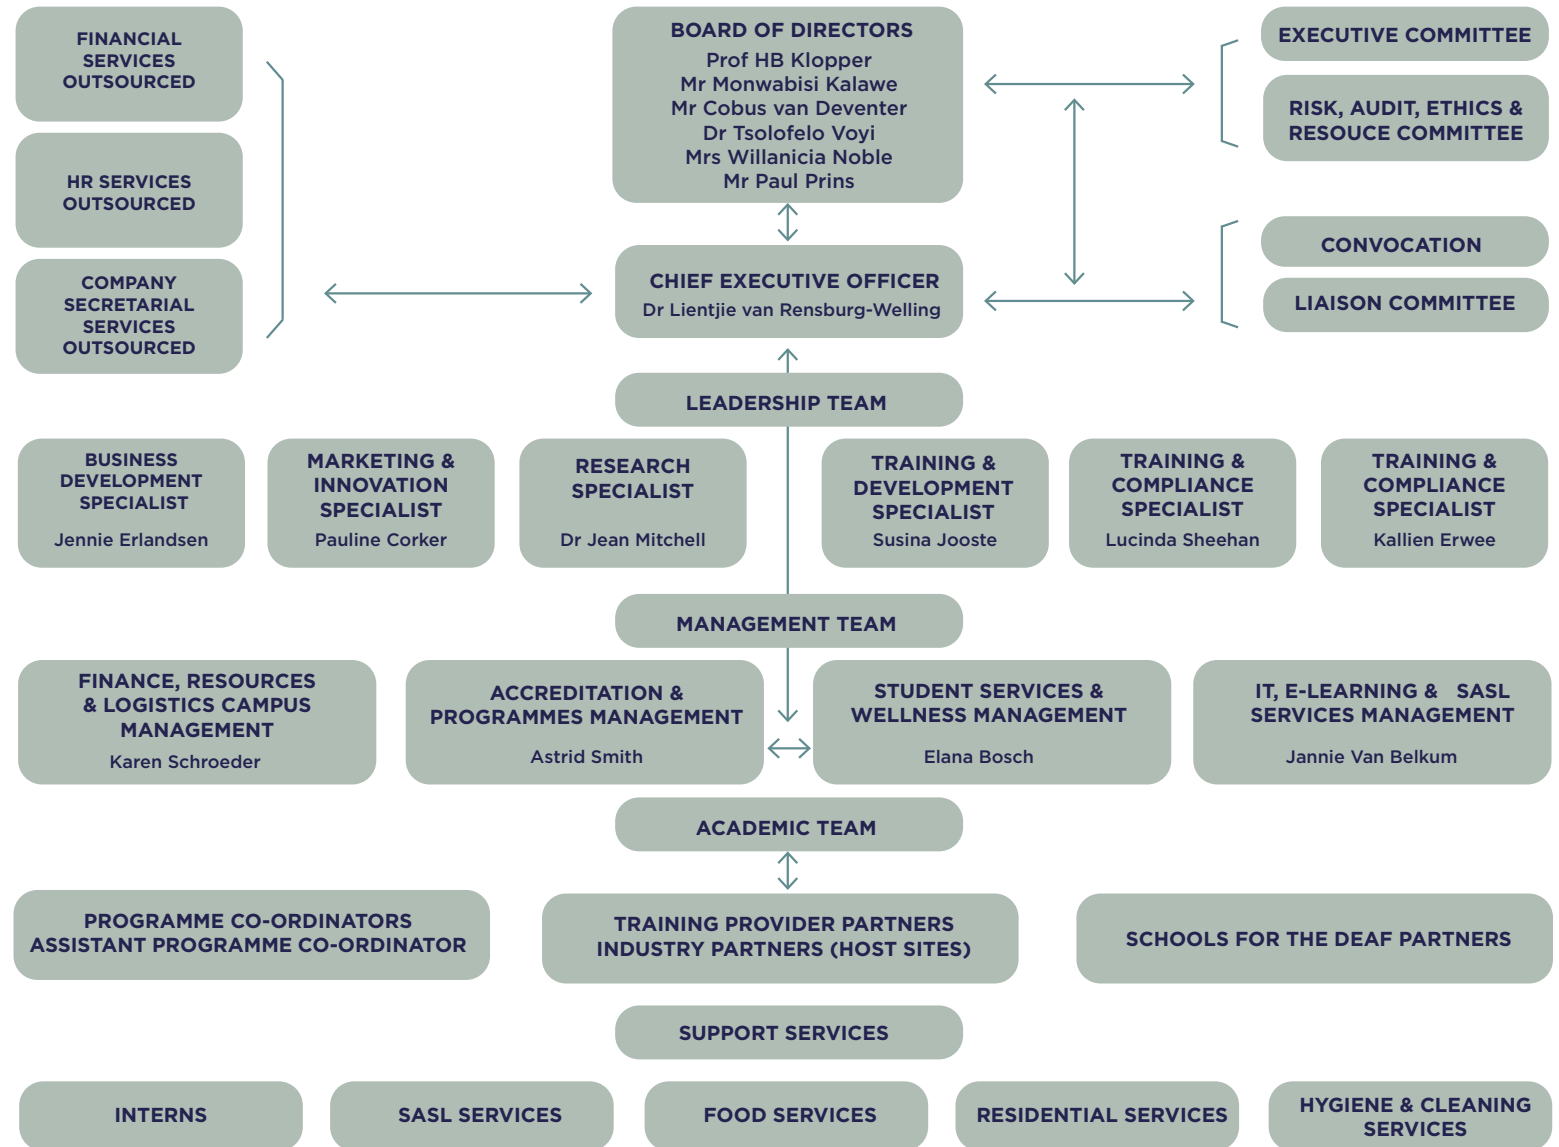 FINANCIAL
SERVICES
OUTSOURCED
HR SERVICES
OUTSOURCED
COMPANY
SECRETARIAL
SERVICES
OUTSOURCED
BOARD OF DIRECTORS
Prof HB Klopper
Mr Monwabisi Kalawe
Mr Cobus van Deventer
Dr Tsolofelo Voyi
Mrs Willanicia Noble
Mr Paul Prins
EXECUTIVE COMMITTEE
RISK, AUDIT, ETHICS &
RESOUCE COMMITTEE
CHIEF EXECUTIVE OFFICER
Dr Lientjie van Rensburg-Welling
CONVOCATION
LIAISON COMMITTEE
LEADERSHIP TEAM
BUSINESS
DEVELOPMENT
SPECIALIST
Jennie Erlandsen
MARKETING &
INNOVATION
SPECIALIST
Pauline Corker
RESEARCH
SPECIALIST
Dr Jean Mitchell
TRAINING &
DEVELOPMENT
SPECIALIST
Susina Jooste
TRAINING &
COMPLIANCE
SPECIALIST
Lucinda Sheehan
TRAINING &
COMPLIANCE
SPECIALIST
Kallien Erwee
MANAGEMENT TEAM
FINANCE, RESOURCES
& LOGISTICS CAMPUS
MANAGEMENT
Karen Schroeder
ACCREDITATION &
PROGRAMMES MANAGEMENT
Astrid Smith
STUDENT SERVICES &
WELLNESS MANAGEMENT
Elana Bosch
IT, E-LEARNING & SASL
SERVICES MANAGEMENT
Jannie Van Belkum
ACADEMIC TEAM
PROGRAMME CO-ORDINATORS
ASSISTANT PROGRAMME CO-ORDINATOR
TRAINING PROVIDER PARTNERS
INDUSTRY PARTNERS (HOST SITES)
SCHOOLS FOR THE DEAF PARTNERS
SUPPORT SERVICES
INTERNS
SASL SERVICES
FOOD SERVICES
RESIDENTIAL SERVICES
HYGIENE & CLEANING
SERVICES